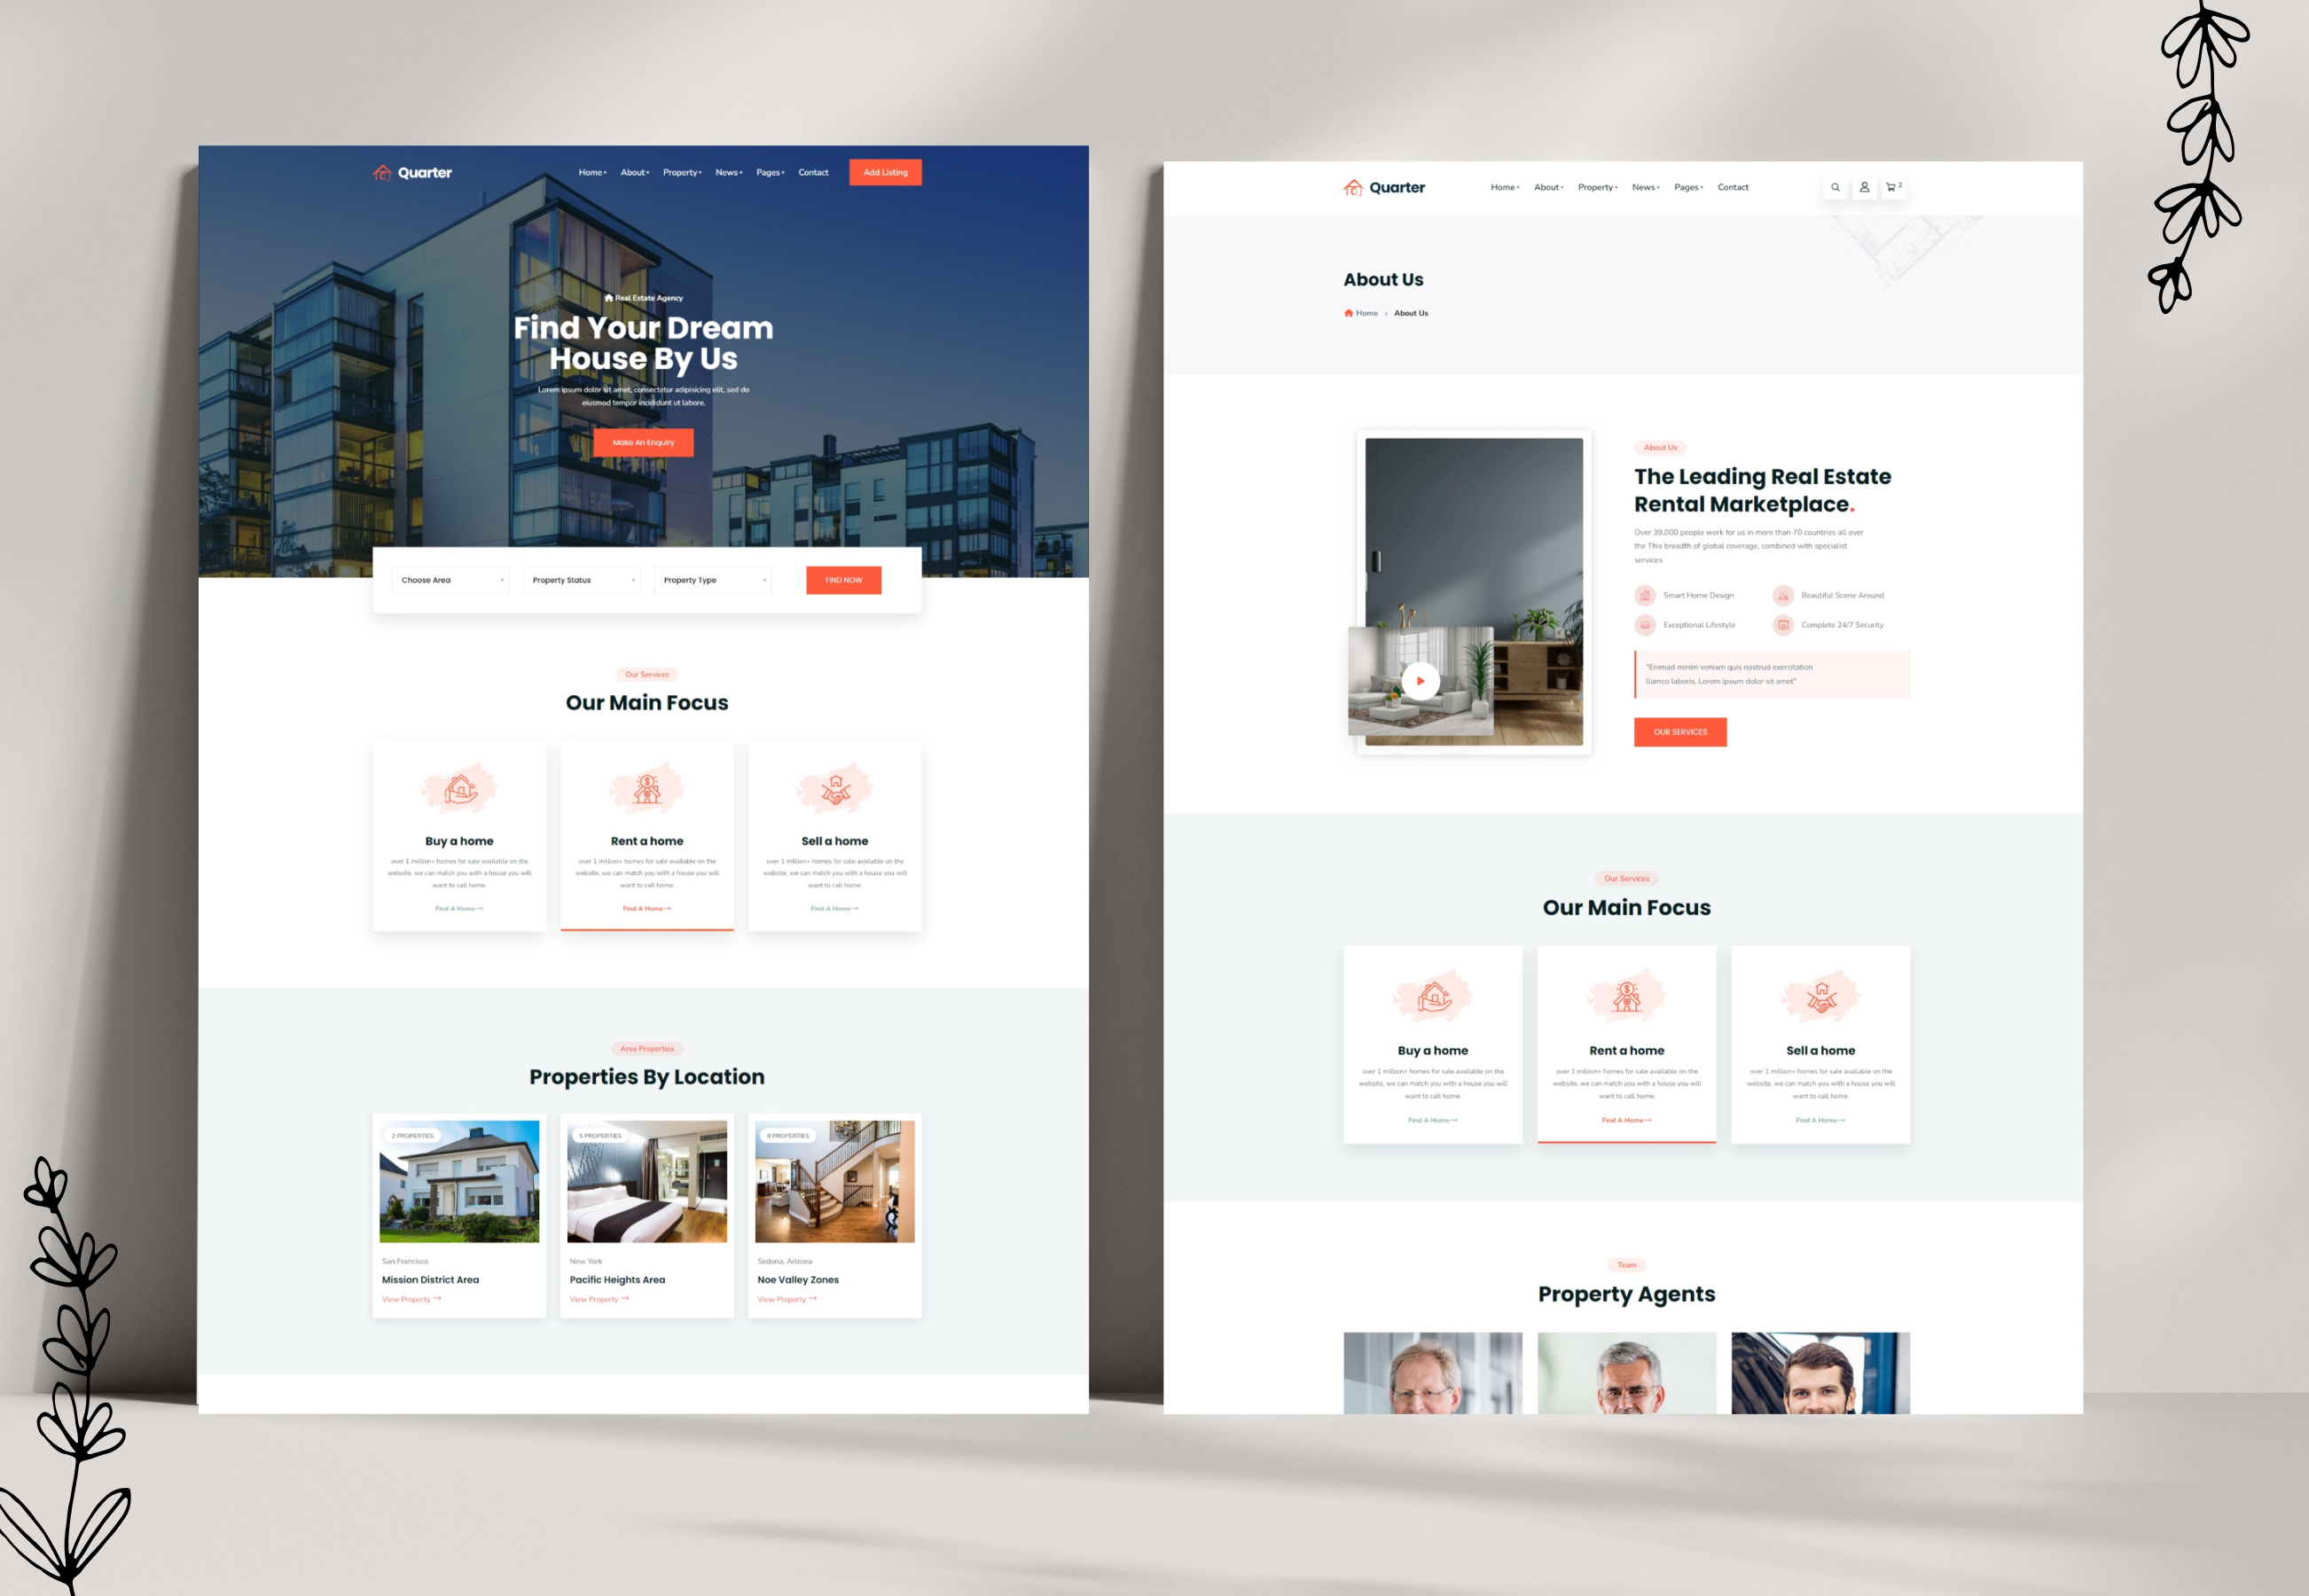 Quarter
Home About Property News Pages Contact Add Listing
Real Estate Agency
Find Your Dream
House By Us
Lorem ipsum dolor sit amet, consectetur adipisicing elit, sed do
eiusmod tempor incididunt ut labore.
Make An Enquiry
Choose Area Property Status Property Type FIND NOW
Our Services
Our Main Focus
Buy a home
over 1 million+ homes for sale available on the
website, we can match you with a house you will
want to call home.
Find A Home→
Rent a home
over 1 million+ homes for sale available on the
website, we can match you with a house you will
want to call home.
Find A Home→
Sell a home
over 1 million+ homes for sale available on the
website, we can match you with a house you will
want to call home.
Find A Home→
Area Properties
Properties By Location
2 PROPERTIES
San Francisco
Mission District Area
View Property →
5 PROPERTIES
New York
Pacific Heights Area
View Property →
9 PROPERTIES
Sedona, Arizona
Noe Valley Zones
View Property →
Quarter
Home About Property News Pages Contact 2
About Us
Home > About Us
About Us
The Leading Real Estate
Rental Marketplace.
Over 39,000 people work for us in more than 70 countries all over
the This breadth of global coverage, combined with specialist
services
Smart Home Design Beautiful Scene Around
Exceptional Lifestyle Complete 24/7 Security
"Enimad minim veniam quis nostrud exercitation
llamco laboris. Lorem ipsum dolor sit amet"
OUR SERVICES
Our Services
Our Main Focus
Buy a home
over 1 million+ homes for sale available on the
website, we can match you with a house you will
want to call home.
Find A Home→
Rent a home
over 1 million+ homes for sale available on the
website, we can match you with a house you will
want to call home.
Find A Home→
Sell a home
over 1 million+ homes for sale available on the
website, we can match you with a house you will
want to call home.
Find A Home→
Team
Property Agents